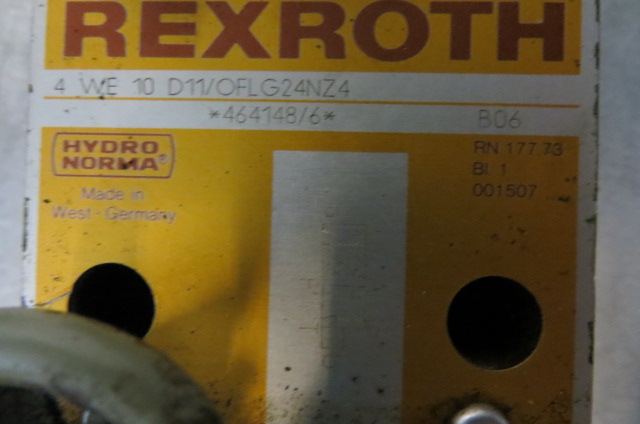 REXROTH
4 WE 10 D11/OFLG24NZ4
*464148/6* B06
HYDRO
NORMA®
Made in
West - Germany
RN 177.73
Bl. 1
001507